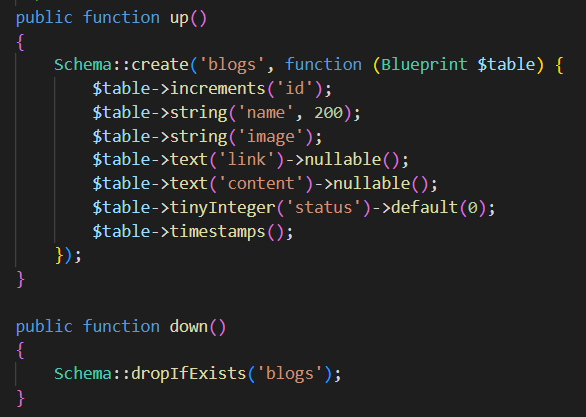 public function up()
{
    Schema::create('blogs', function (Blueprint $table) {
        $table->increments('id');
        $table->string('name', 200);
        $table->string('image');
        $table->text('link')->nullable();
        $table->text('content')->nullable();
        $table->tinyInteger('status')->default(0);
        $table->timestamps();
    });
}

public function down()
{
    Schema::dropIfExists('blogs');
}